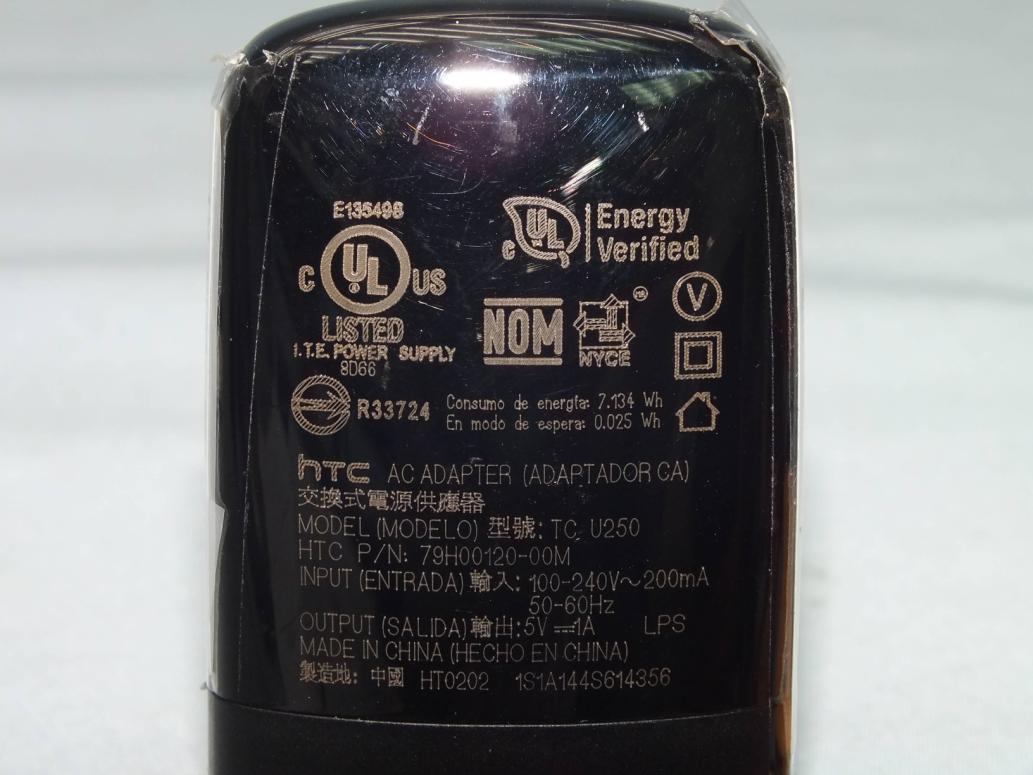 E135498
C UL US
LISTED
I.T.E. POWER SUPPLY
8D66
C UL Energy
Verified
NOM
NYCE
V
R33724
Consumo de energía: 7.134 Wh
En modo de espera: 0.025 Wh
hTC AC ADAPTER (ADAPTADOR CA)
交換式電源供應器
MODEL (MODELO) 型號: TC U250
HTC P/N: 79H00120-00M
INPUT (ENTRADA) 輸入: 100-240V～200mA
50-60Hz
OUTPUT (SALIDA) 輸出: 5V ⎓ 1A LPS
MADE IN CHINA (HECHO EN CHINA)
製造地: 中國 HT0202 1S1A144S614356